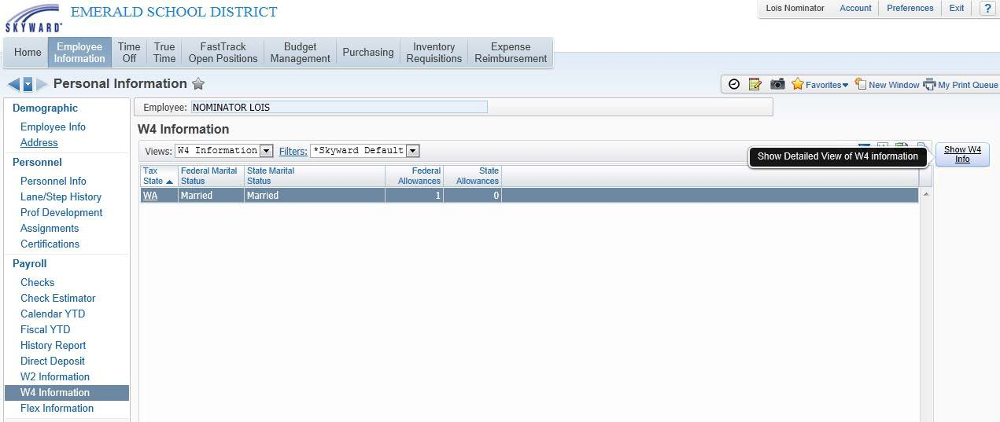 EMERALD SCHOOL DISTRICT
SKYWARD
Lois Nominator Account Preferences Exit ?
Home Employee Information Time Off True Time FastTrack Open Positions Budget Management Purchasing Inventory Requisitions Expense Reimbursement
Personal Information
Favorites New Window My Print Queue
Demographic
Employee Info
Address
Personnel
Personnel Info
Lane/Step History
Prof Development
Assignments
Certifications
Payroll
Checks
Check Estimator
Calendar YTD
Fiscal YTD
History Report
Direct Deposit
W2 Information
W4 Information
Flex Information
Employee: NOMINATOR LOIS
W4 Information
Views: W4 Information Filters: *Skyward Default
Show Detailed View of W4 information
Show W4
Info
Tax State Federal Marital Status State Marital Status Federal Allowances State Allowances
WA Married Married 1 0